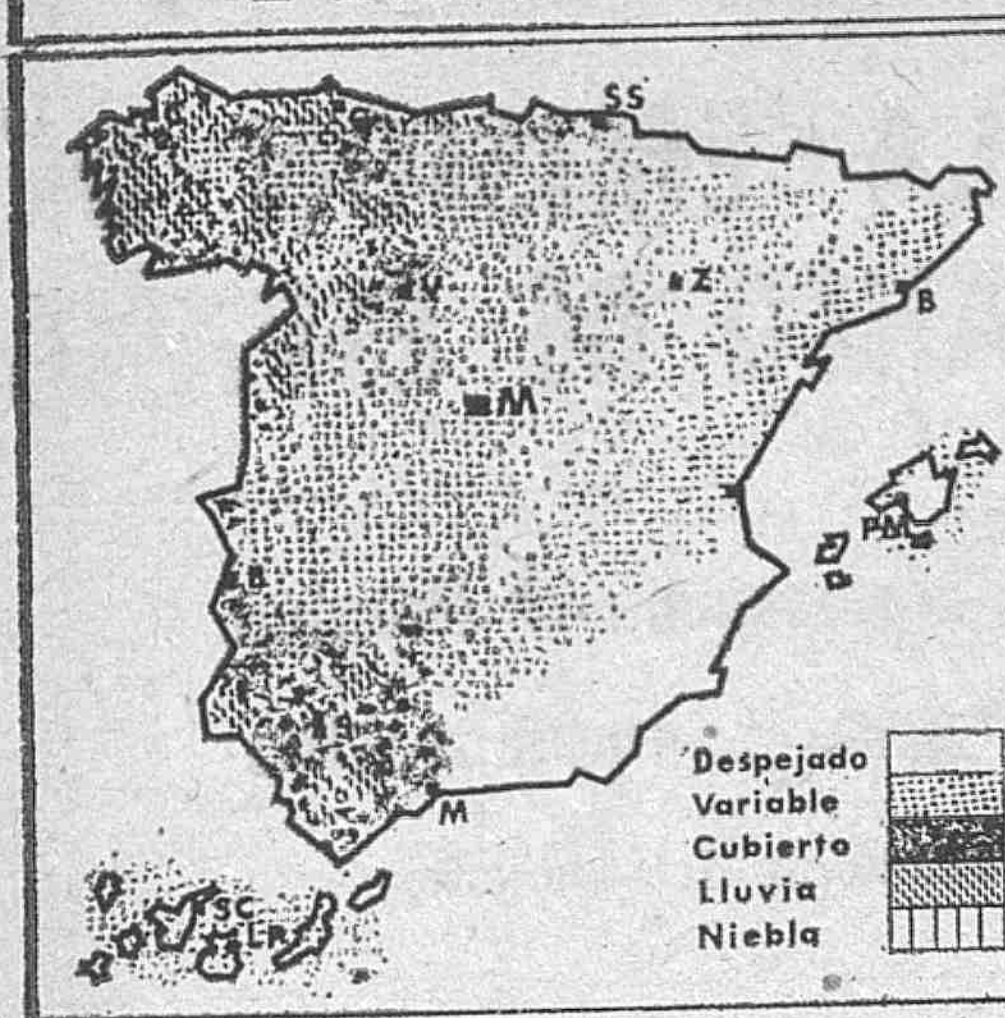 SS
V
Z
B
M
PM
B
M
Despejado
Variable
Cubierto
Lluvia
Niebla
SC
LP